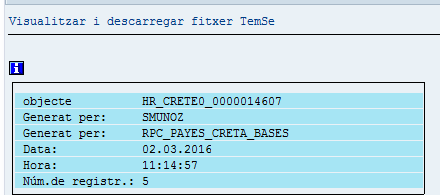 Visualitzar i descarregar fitxer TemSe
objecte HR_CRETE0_0000014607
Generat per: SMUNOZ
Generat per: RPC_PAYES_CRETA_BASES
Data: 02.03.2016
Hora: 11:14:57
Núm.de registr.: 5